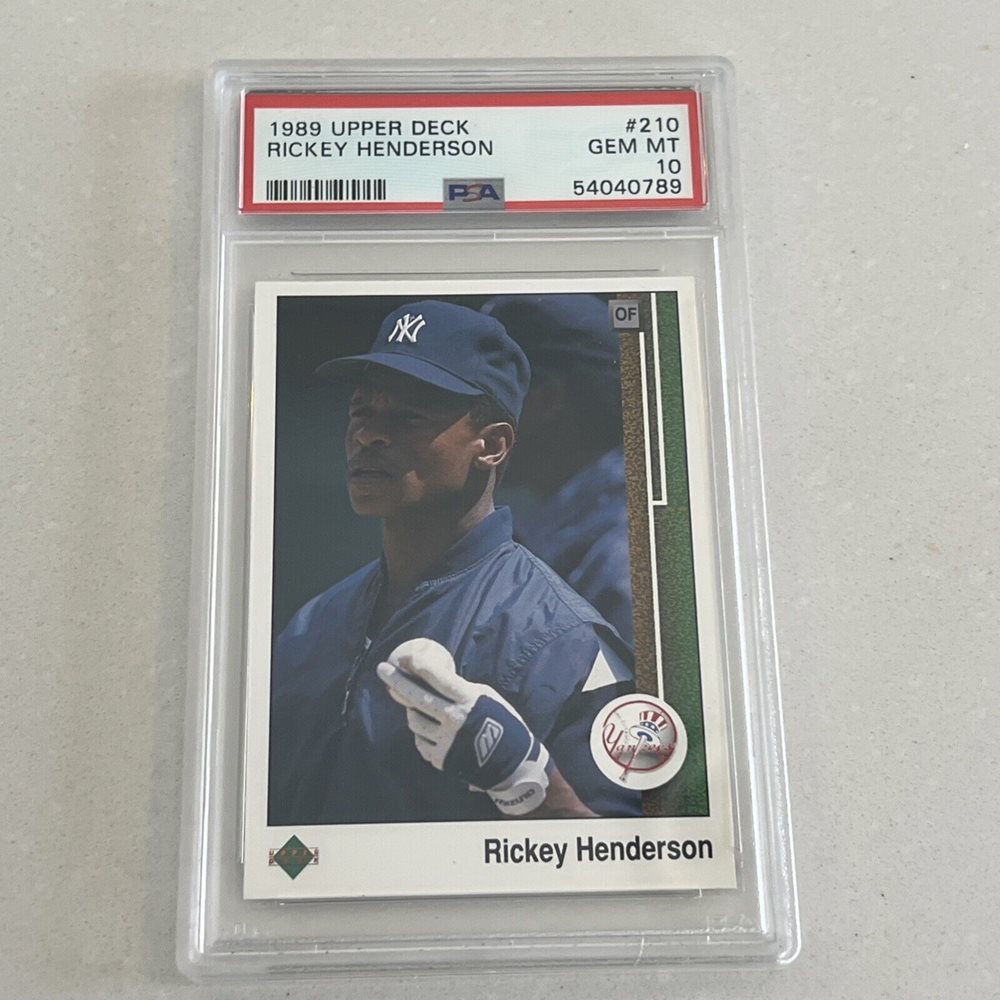 1989 UPPER DECK #210
RICKEY HENDERSON GEM MT
10
PSA 54040789
NY
OF
Yankees
Rickey Henderson